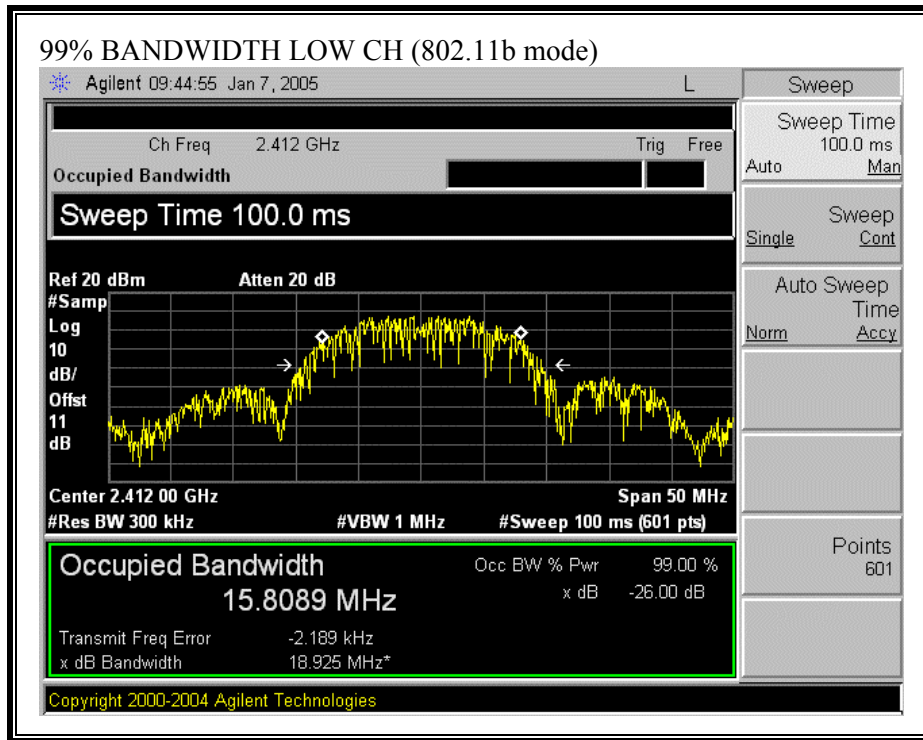 99% BANDWIDTH LOW CH (802.11b mode)
Agilent 09:44:55 Jan 7, 2005 L
Sweep
Ch Freq 2.412 GHz Trig Free
Occupied Bandwidth
Sweep Time 100.0 ms
Sweep Time
100.0 ms
Auto Man
Sweep
Single Cont
Auto Sweep
Time
Norm Accy
Points
601
Ref 20 dBm Atten 20 dB
#Samp
Log
10
dB/
Offst
11
dB
Center 2.412 00 GHz Span 50 MHz
#Res BW 300 kHz #VBW 1 MHz #Sweep 100 ms (601 pts)
Occupied Bandwidth Occ BW % Pwr 99.00 %
15.8089 MHz x dB -26.00 dB
Transmit Freq Error -2.189 kHz
x dB Bandwidth 18.925 MHz*
Copyright 2000-2004 Agilent Technologies